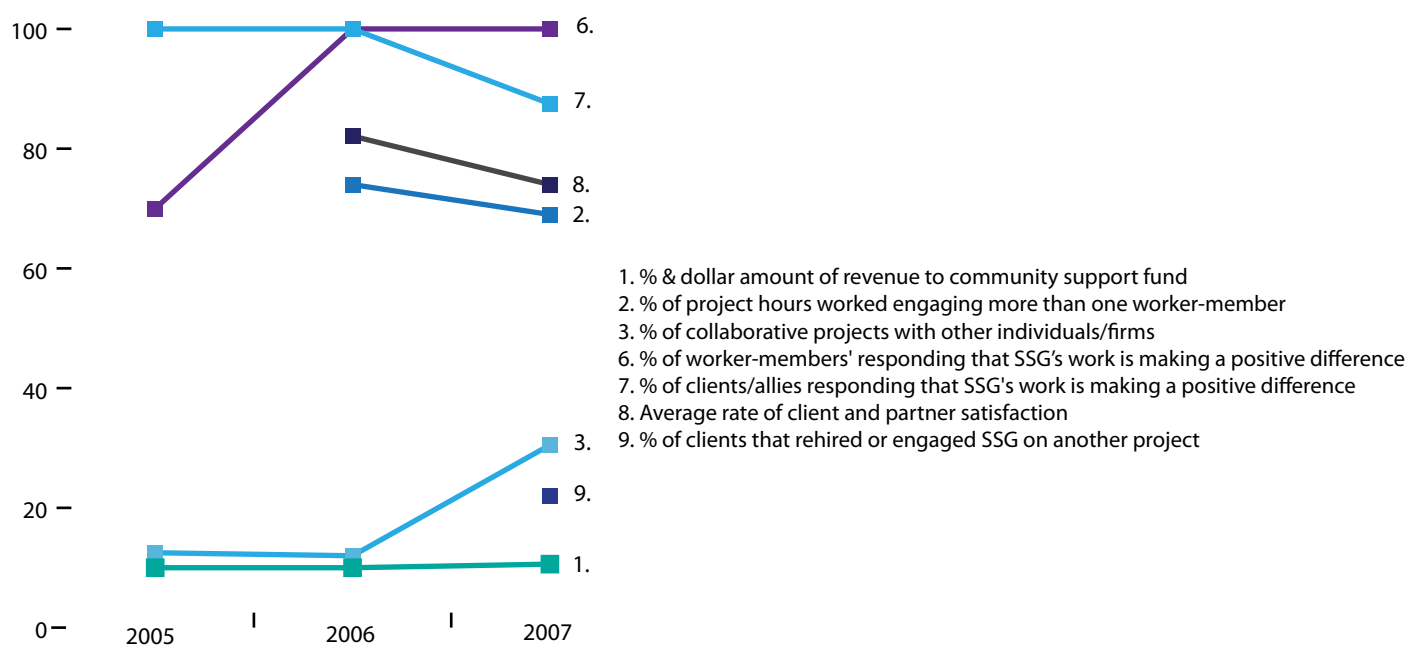 100
6.
7.
80
8.
2.
60
1. % & dollar amount of revenue to community support fund
2. % of project hours worked engaging more than one worker-member
3. % of collaborative projects with other individuals/firms
6. % of worker-members' responding that SSG’s work is making a positive difference
7. % of clients/allies responding that SSG's work is making a positive difference
8. Average rate of client and partner satisfaction
9. % of clients that rehired or engaged SSG on another project
40
3.
9.
20
1.
0
2005 2006 2007